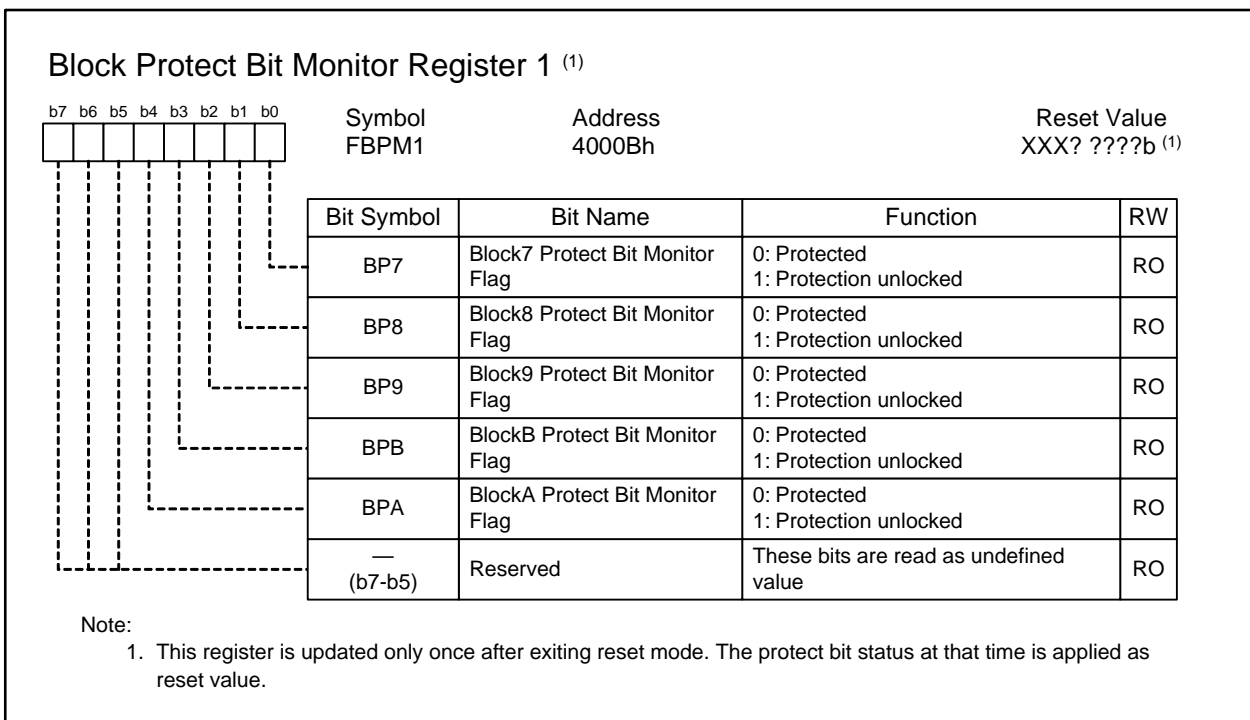 Block Protect Bit Monitor Register 1 (1)
b7 b6 b5 b4 b3 b2 b1 b0
Symbol Address Reset Value
FBPM1 4000Bh XXX? ????b (1)
Bit Symbol Bit Name Function RW
BP7 Block7 Protect Bit Monitor Flag 0: Protected 1: Protection unlocked RO
BP8 Block8 Protect Bit Monitor Flag 0: Protected 1: Protection unlocked RO
BP9 Block9 Protect Bit Monitor Flag 0: Protected 1: Protection unlocked RO
BPB BlockB Protect Bit Monitor Flag 0: Protected 1: Protection unlocked RO
BPA BlockA Protect Bit Monitor Flag 0: Protected 1: Protection unlocked RO
— (b7-b5) Reserved These bits are read as undefined value RO
Note:
1. This register is updated only once after exiting reset mode. The protect bit status at that time is applied as
reset value.